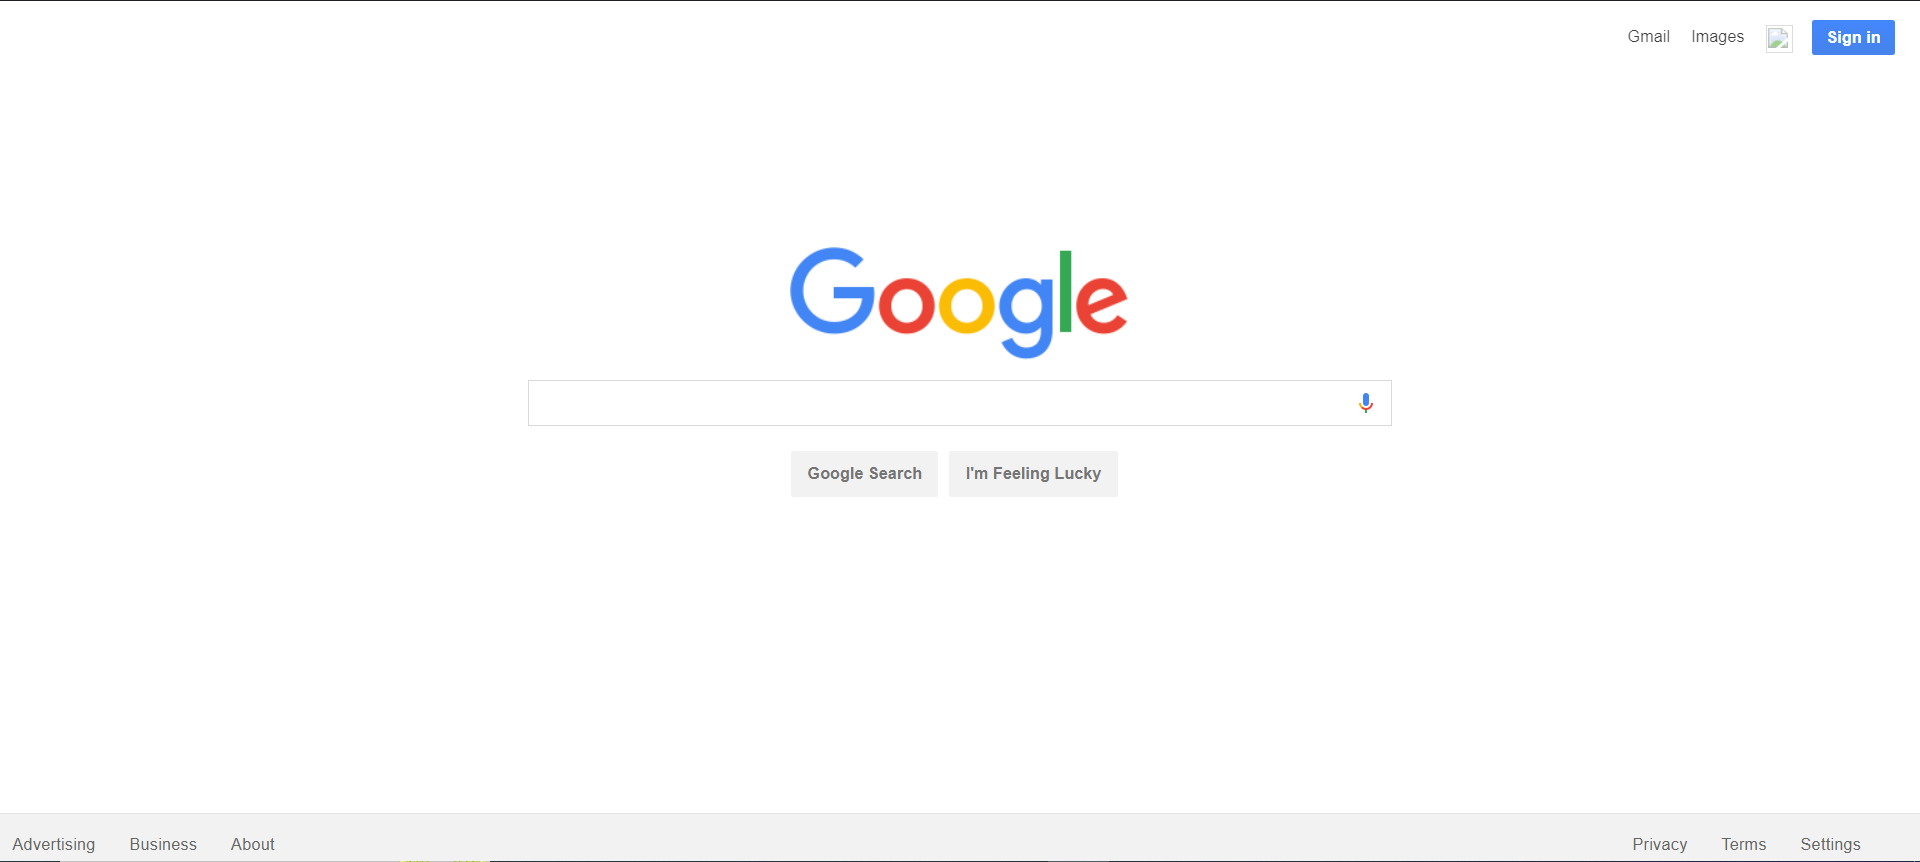 Gmail Images Sign in
Google
Google Search I'm Feeling Lucky
Advertising Business About Privacy Terms Settings